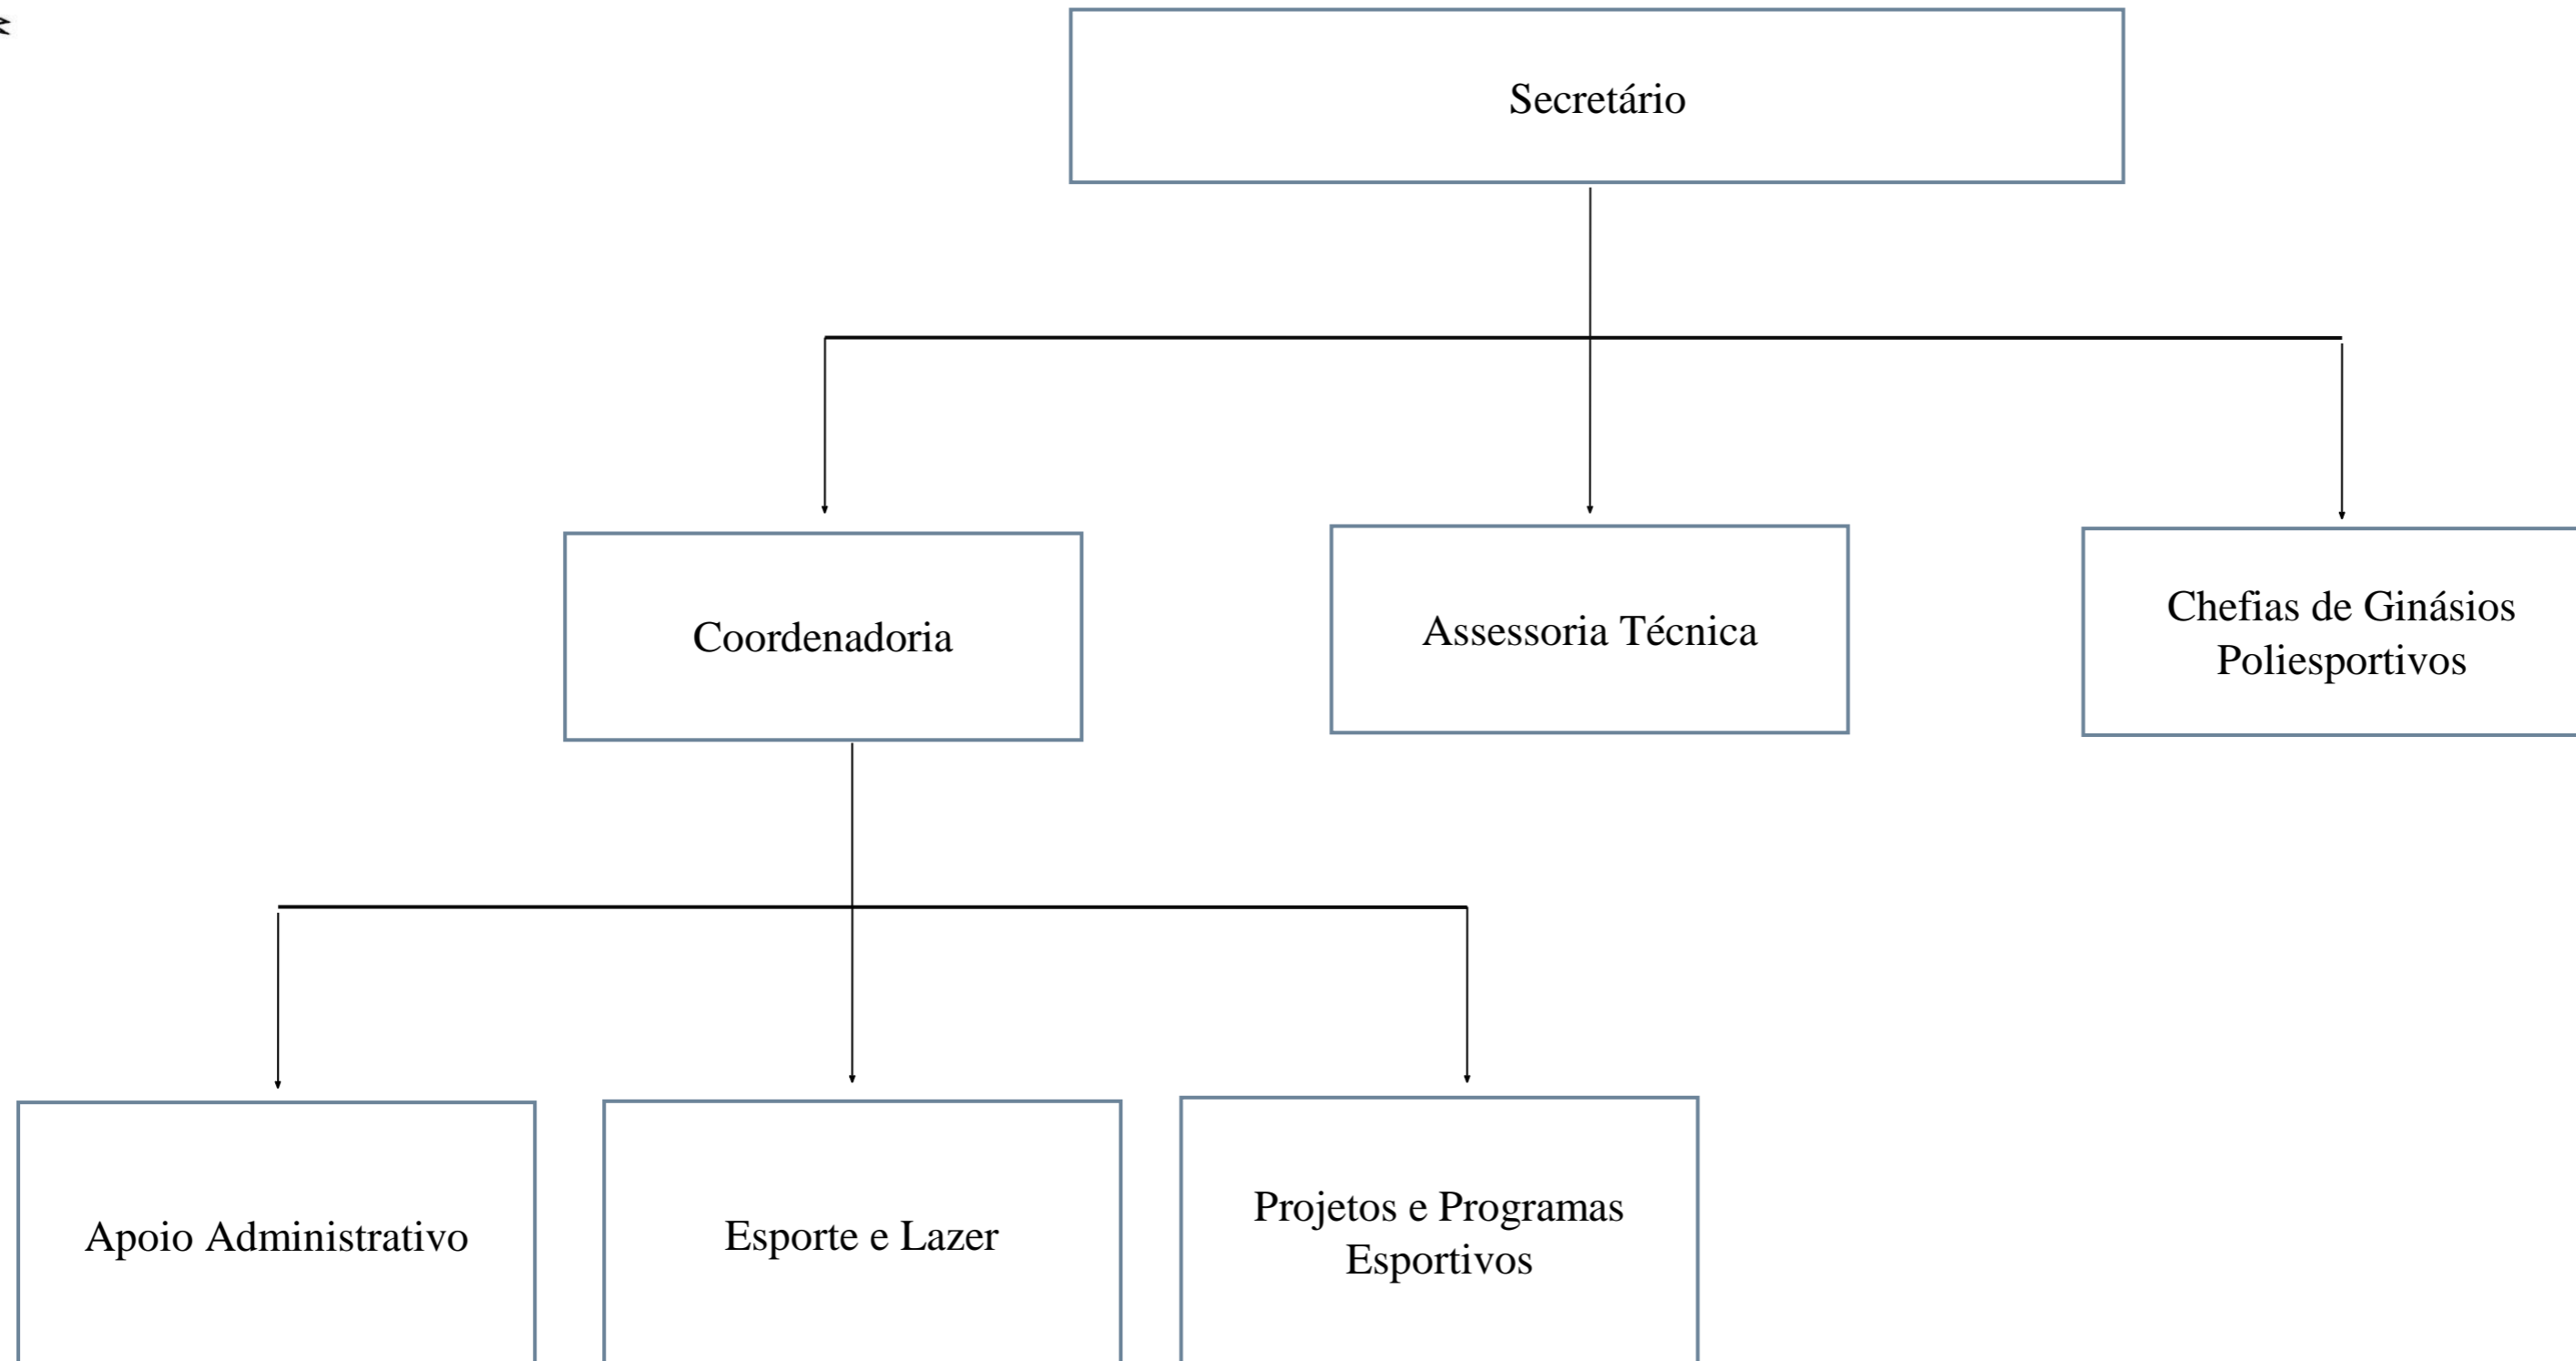 Secretário
Coordenadoria
Assessoria Técnica
Chefias de Ginásios
Poliesportivos
Apoio Administrativo
Esporte e Lazer
Projetos e Programas
Esportivos